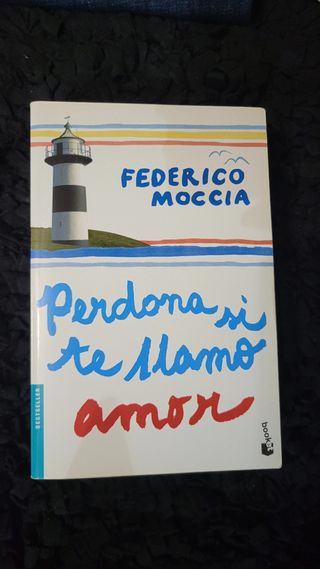 FEDERICO
MOCCIA
Perdona si
te llamo
amor
BESTSELLER
booket